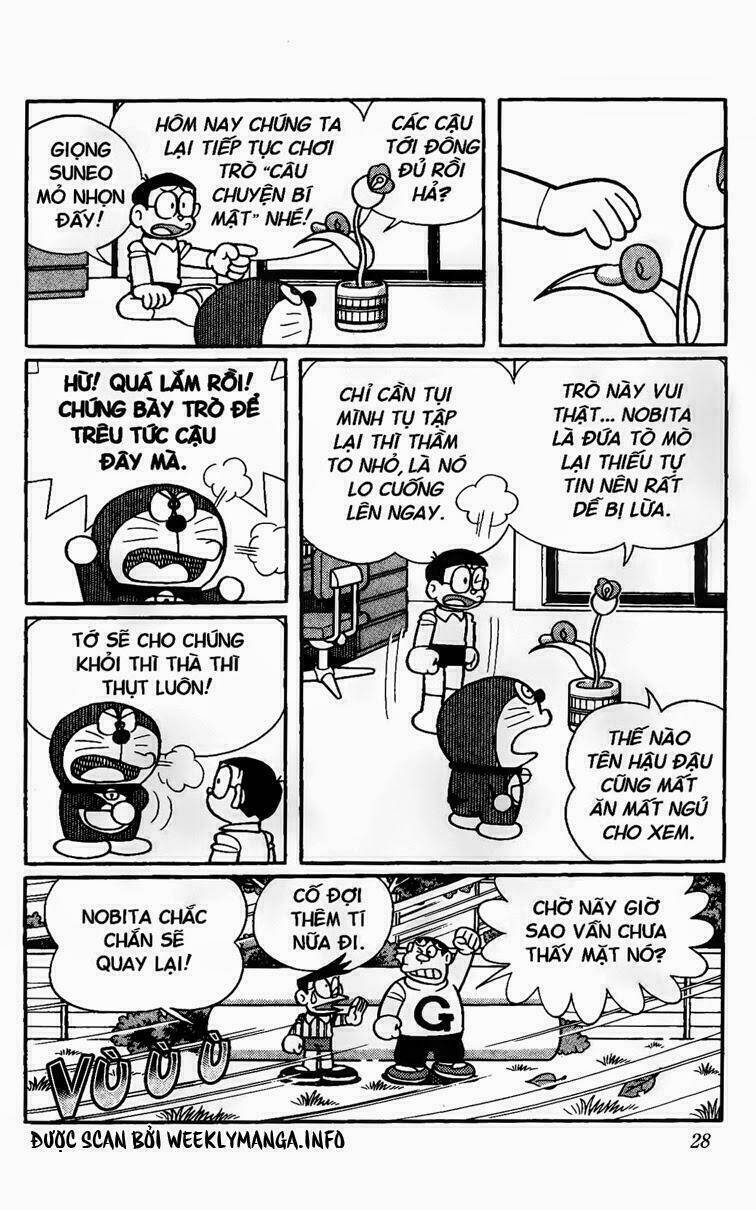 CÁC CẬU
TỚI ĐÔNG
ĐỦ RỒI
HẢ?
HÔM NAY CHÚNG TA
LẠI TIẾP TỤC CHƠI
TRÒ "CÂU
CHUYỆN BÍ
MẬT" NHÉ!
GIỌNG
SUNEO
MỎ NHỌN
ĐẤY!
TRÒ NÀY VUI
THẬT... NOBITA
LÀ ĐỨA TÒ MÒ
LẠI THIẾU TỰ
TIN NÊN RẤT
DỄ BỊ LỪA.
CHỈ CẦN TỤI
MÌNH TỤ TẬP
LẠI THÌ THẦM
TO NHỎ, LÀ NÓ
LO CUỐNG
LÊN NGAY.
THẾ NÀO
TÊN HẬU ĐẬU
CŨNG MẤT
ĂN MẤT NGỦ
CHO XEM.
HỪ! QUÁ LẮM RỒI!
CHÚNG BÀY TRÒ ĐỂ
TRÊU TỨC CẬU
ĐÂY MÀ.
TỚ SẼ CHO CHÚNG
KHỎI THÌ THÀ THÌ
THỤT LUÔN!
CHỜ NÃY GIỜ
SAO VẪN CHƯA
THẤY MẶT NÓ?
CỐ ĐỢI
THÊM TÍ
NỮA ĐI.
NOBITA CHẮC
CHẮN SẼ
QUAY LẠI!
G
VÙ Ù Ù
ĐƯỢC SCAN BỞI WEEKLYMANGA.INFO
28